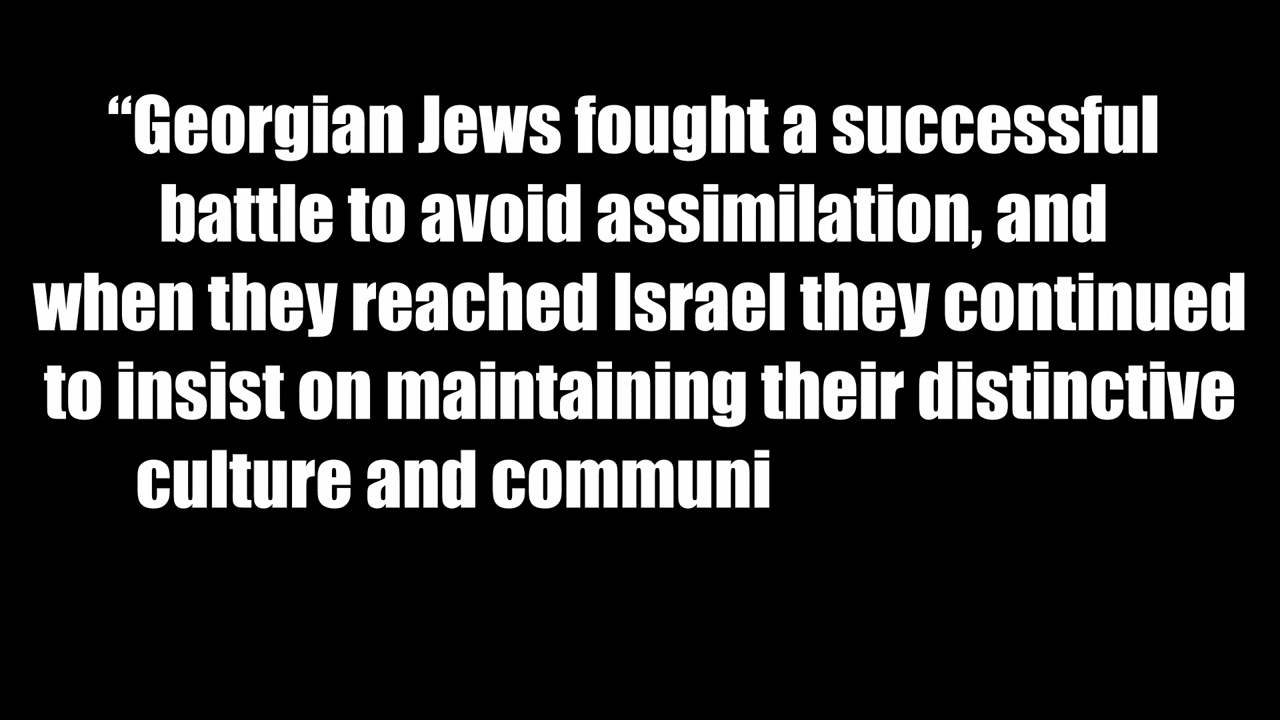 “Georgian Jews fought a successful
battle to avoid assimilation, and
when they reached Israel they continued
to insist on maintaining their distinctive
culture and communi